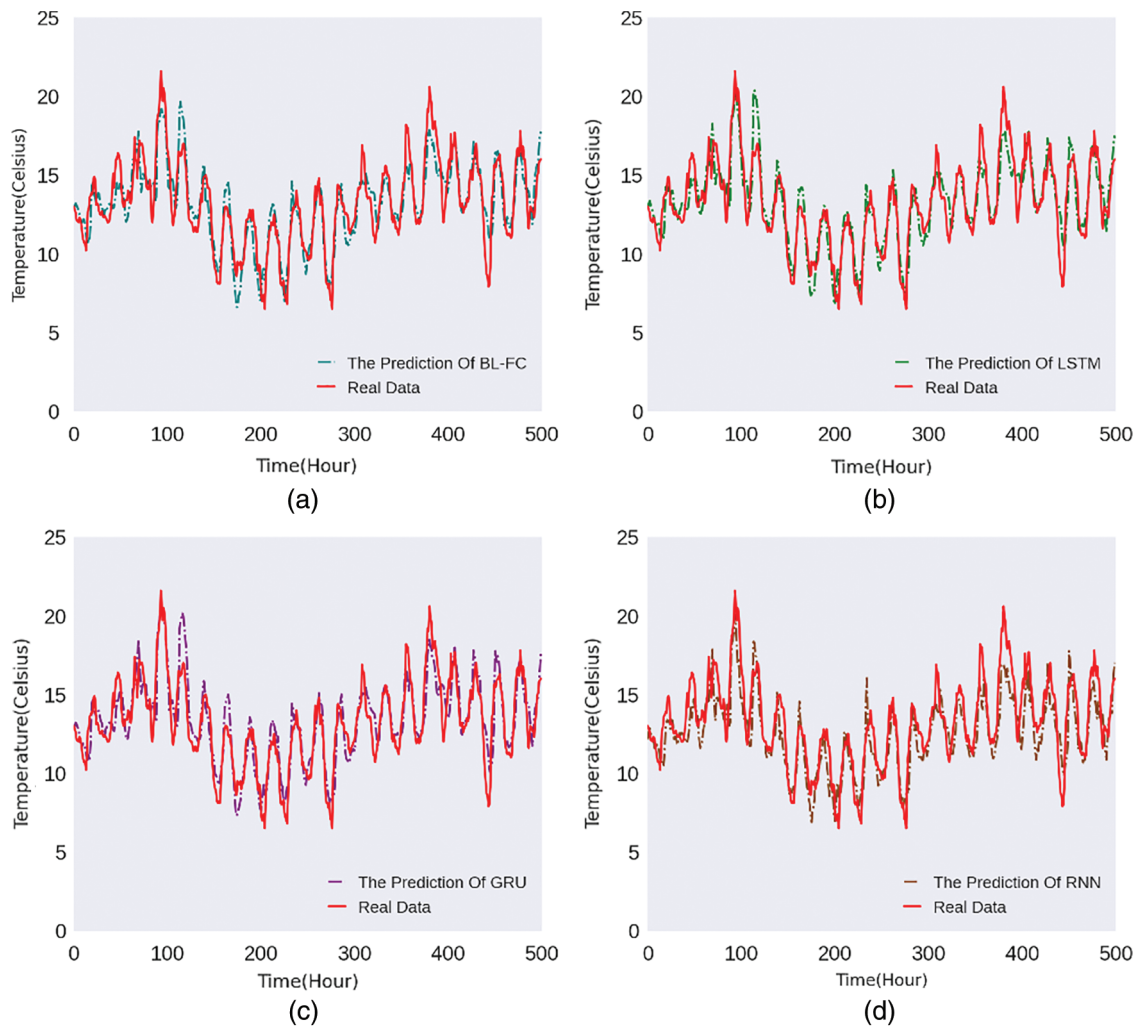 25
20
15
10
5
0
Temperature(Celsius)
The Prediction Of BL-FC
Real Data
0 100 200 300 400 500
Time(Hour)
(a)
25
20
15
10
5
0
Temperature(Celsius)
The Prediction Of LSTM
Real Data
0 100 200 300 400 500
Time(Hour)
(b)
25
20
15
10
5
0
Temperature(Celsius)
The Prediction Of GRU
Real Data
0 100 200 300 400 500
Time(Hour)
(c)
25
20
15
10
5
0
Temperature(Celsius)
The Prediction Of RNN
Real Data
0 100 200 300 400 500
Time(Hour)
(d)